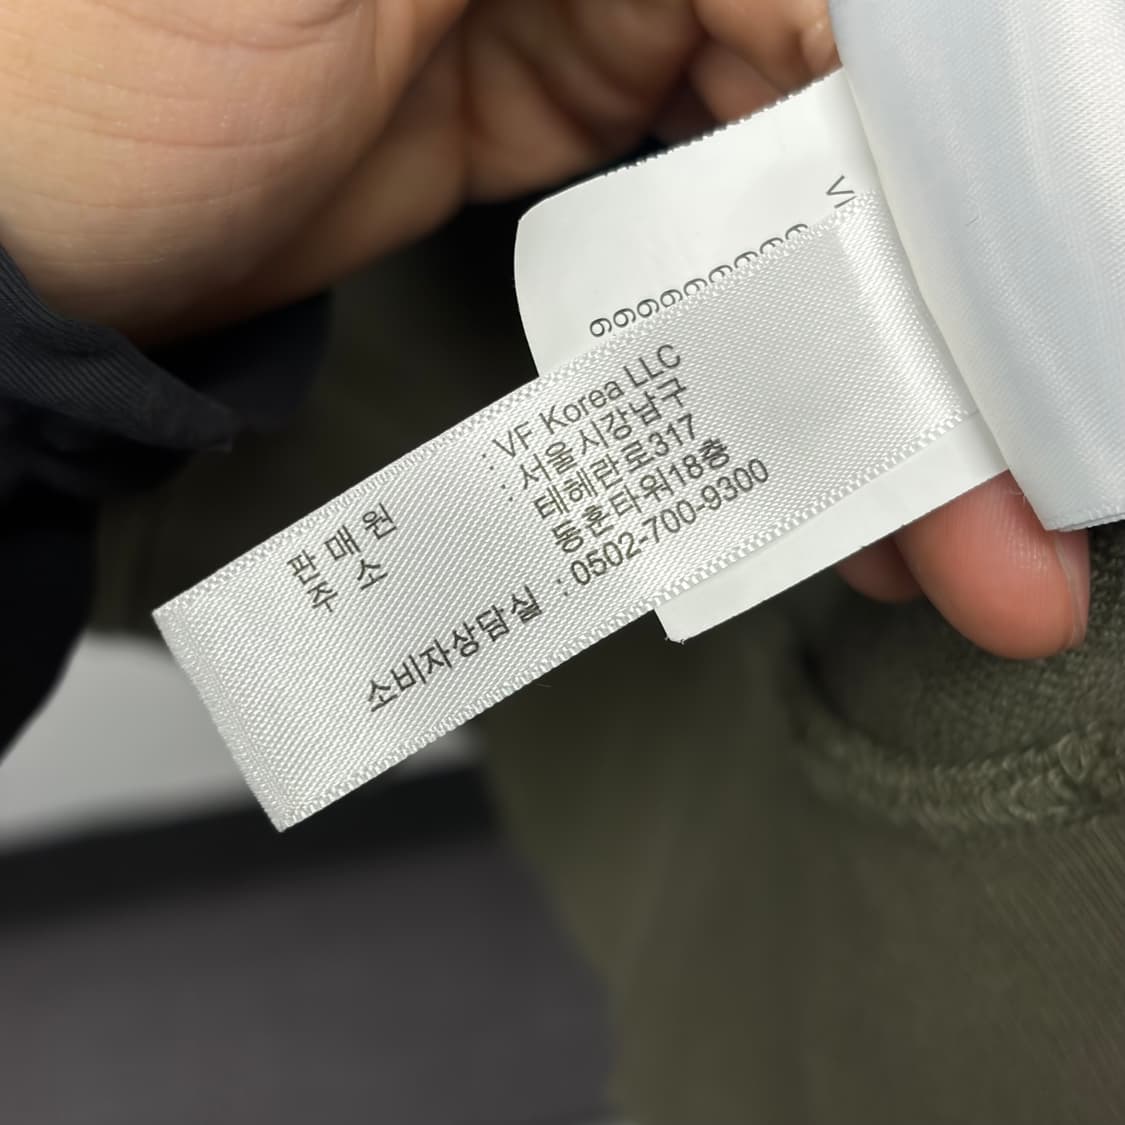 판 매 원 : VF Korea LLC
주 소 : 서울시강남구
테헤란로317
동훈타워18층
소비자상담실 : 0502-700-9300